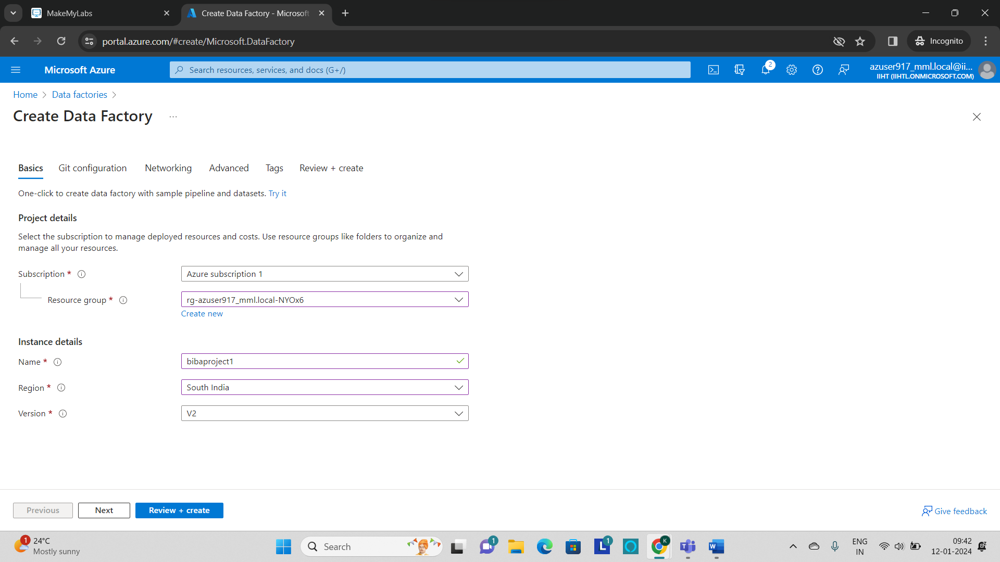 MakeMyLabs
Create Data Factory - Microsoft
portal.azure.com/#create/Microsoft.DataFactory
Incognito
Microsoft Azure
Search resources, services, and docs (G+/)
2
azuser917_mml.local@ii...
IIHT (IIHTL.ONMICROSOFT.COM)
Home > Data factories >
Create Data Factory ...
Basics Git configuration Networking Advanced Tags Review + create
One-click to create data factory with sample pipeline and datasets. Try it
Project details
Select the subscription to manage deployed resources and costs. Use resource groups like folders to organize and
manage all your resources.
Subscription * Azure subscription 1
Resource group * rg-azuser917_mml.local-NYOx6
Create new
Instance details
Name * bibaproject1
Region * South India
Version * V2
Previous Next Review + create
Give feedback
1
24°C
Mostly sunny
Search
1
L 1
K
T
W
ENG
IN
09:42
12-01-2024